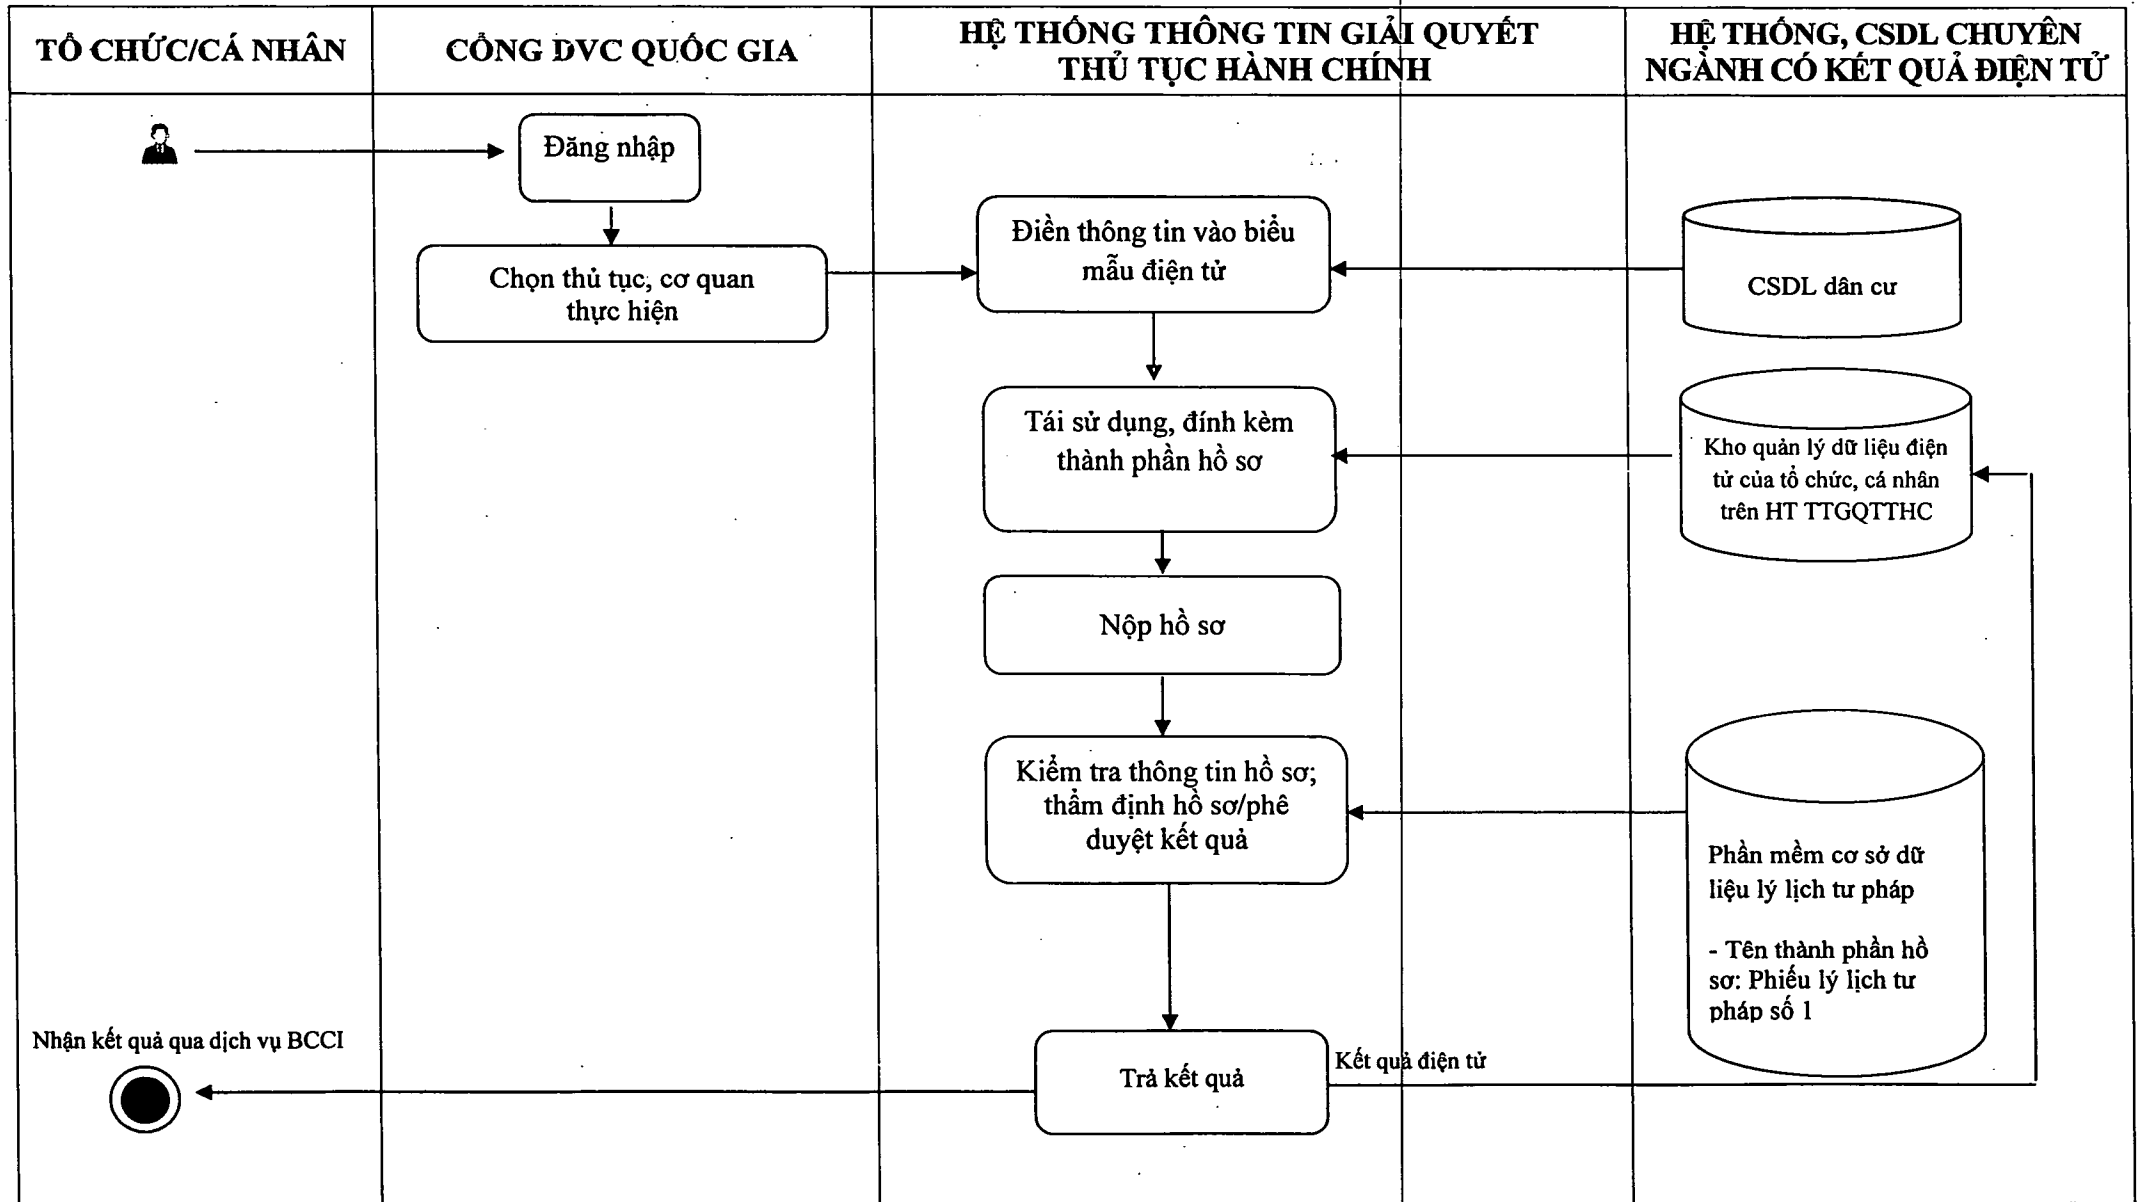 TỔ CHỨC/CÁ NHÂN
CỔNG DVC QUỐC GIA
HỆ THỐNG THÔNG TIN GIẢI QUYẾT
THỦ TỤC HÀNH CHÍNH
HỆ THỐNG, CSDL CHUYÊN
NGÀNH CÓ KẾT QUẢ ĐIỆN TỬ
Đăng nhập
Chọn thủ tục, cơ quan
thực hiện
Điền thông tin vào biểu
mẫu điện tử
CSDL dân cư
Tái sử dụng, đính kèm
thành phần hồ sơ
Kho quản lý dữ liệu điện
tử của tổ chức, cá nhân
trên HT TTGQTTHC
Nộp hồ sơ
Kiểm tra thông tin hồ sơ;
thẩm định hồ sơ/phê
duyệt kết quả
Phần mềm cơ sở dữ
liệu lý lịch tư pháp
- Tên thành phần hồ
sơ: Phiếu lý lịch tư
pháp số 1
Nhận kết quả qua dịch vụ BCCI
Trả kết quả
Kết quả điện tử